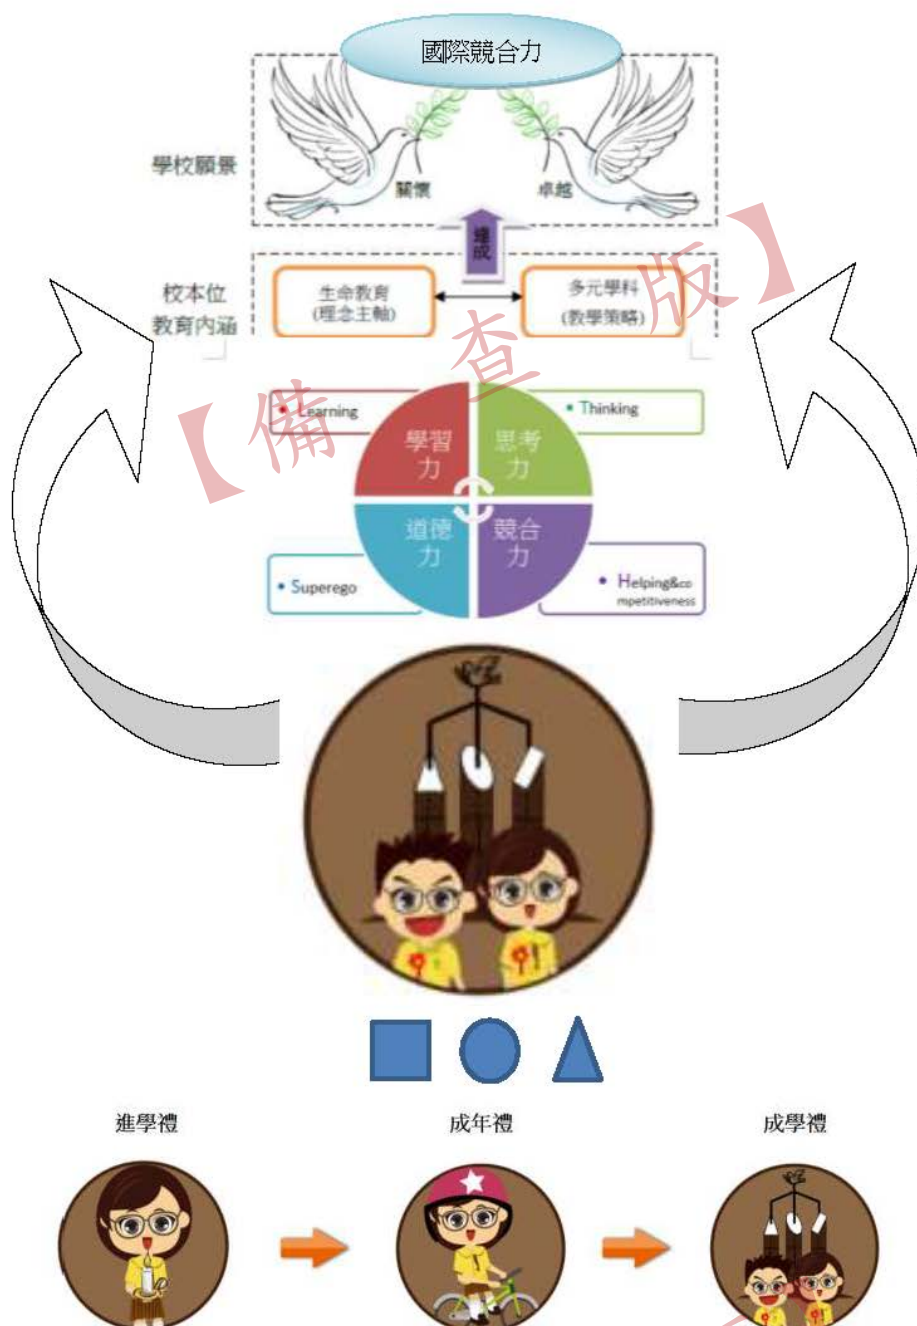 國際競合力
學校願景
關懷
卓越
達成
校本位
教育內涵
生命教育
(理念主軸)
多元學科
(教學策略)
【備查版】
• Learning
• Thinking
學習
力
思考
力
道德
力
競合
力
• Superego
• Helping&co
mpetitiveness
進學禮
成年禮
成學禮